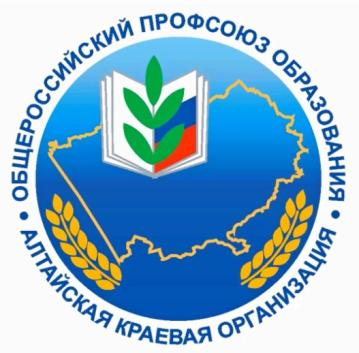 • ОБЩЕРОССИЙСКИЙ ПРОФСОЮЗ ОБРАЗОВАНИЯ •
АЛТАЙСКАЯ КРАЕВАЯ ОРГАНИЗАЦИЯ